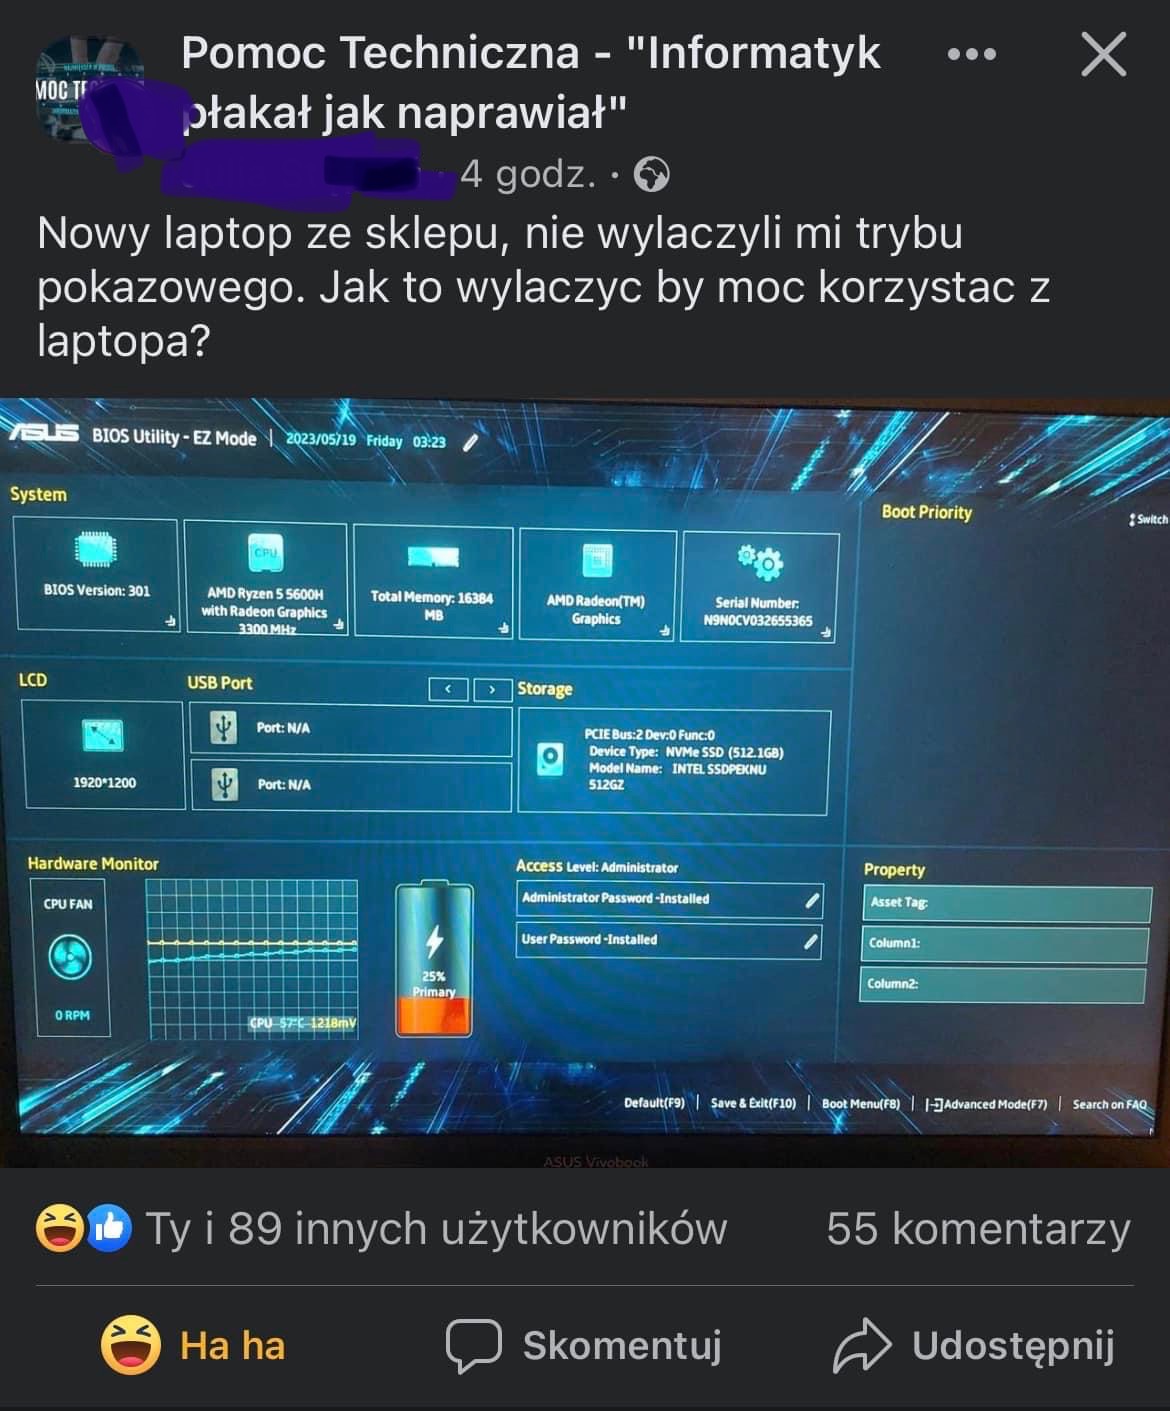 Pomoc Techniczna - "Informatyk
płakał jak naprawiał"
4 godz. ·
Nowy laptop ze sklepu, nie wylaczyli mi trybu
pokazowego. Jak to wylaczyc by moc korzystac z
laptopa?
ASUS BIOS Utility - EZ Mode | 2023/05/19 Friday 03:23
System
BIOS Version: 301
AMD Ryzen 5 5600H
with Radeon Graphics
3300 MHz
CPU
Total Memory: 16384
MB
AMD Radeon(TM)
Graphics
Serial Number:
N9N0CV032655365
Boot Priority
Switch
LCD
1920*1200
USB Port
< >
Port: N/A
Port: N/A
Storage
PCIE Bus:2 Dev:0 Func:0
Device Type: NVMe SSD (512.1GB)
Model Name: INTEL SSDPEKNU
512GZ
Hardware Monitor
CPU FAN
0 RPM
CPU 57°C 1218mV
25%
Primary
Access Level: Administrator
Administrator Password -Installed
User Password -Installed
Property
Asset Tag:
Column1:
Column2:
Default(F9) | Save & Exit(F10) | Boot Menu(F8) | Advanced Mode(F7) | Search on FAQ
ASUS Vivobook
Ty i 89 innych użytkowników
55 komentarzy
Ha ha
Skomentuj
Udostępnij